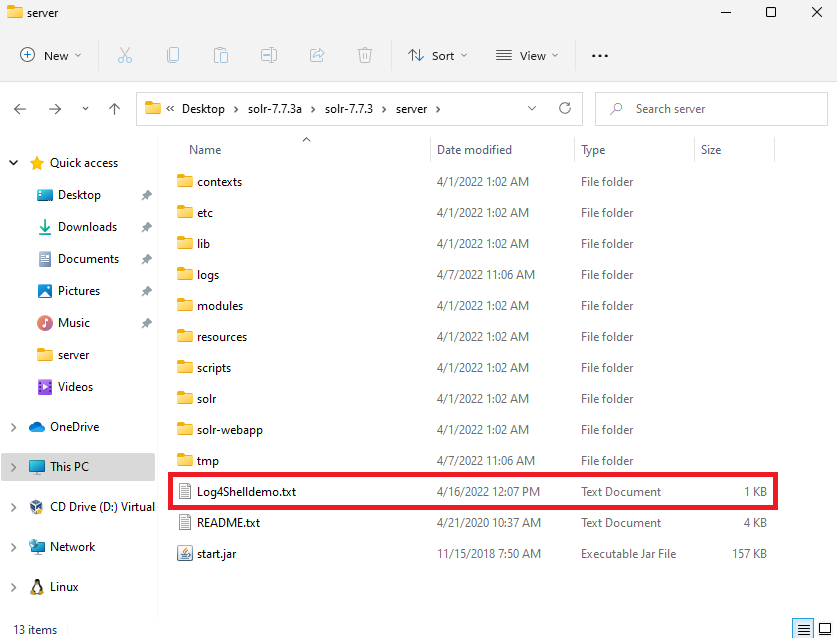 server
New
Sort
View
« Desktop > solr-7.7.3a > solr-7.7.3 > server >
Search server
Name Date modified Type Size
Quick access
Desktop
Downloads
Documents
Pictures
Music
server
Videos
OneDrive
This PC
CD Drive (D:) Virtual
Network
Linux
contexts 4/1/2022 1:02 AM File folder
etc 4/1/2022 1:02 AM File folder
lib 4/1/2022 1:02 AM File folder
logs 4/7/2022 11:06 AM File folder
modules 4/1/2022 1:02 AM File folder
resources 4/1/2022 1:02 AM File folder
scripts 4/1/2022 1:02 AM File folder
solr 4/1/2022 1:02 AM File folder
solr-webapp 4/1/2022 1:02 AM File folder
tmp 4/7/2022 11:06 AM File folder
Log4Shelldemo.txt 4/16/2022 12:07 PM Text Document 1 KB
README.txt 4/21/2020 10:37 AM Text Document 4 KB
start.jar 11/15/2018 7:50 AM Executable Jar File 157 KB
13 items